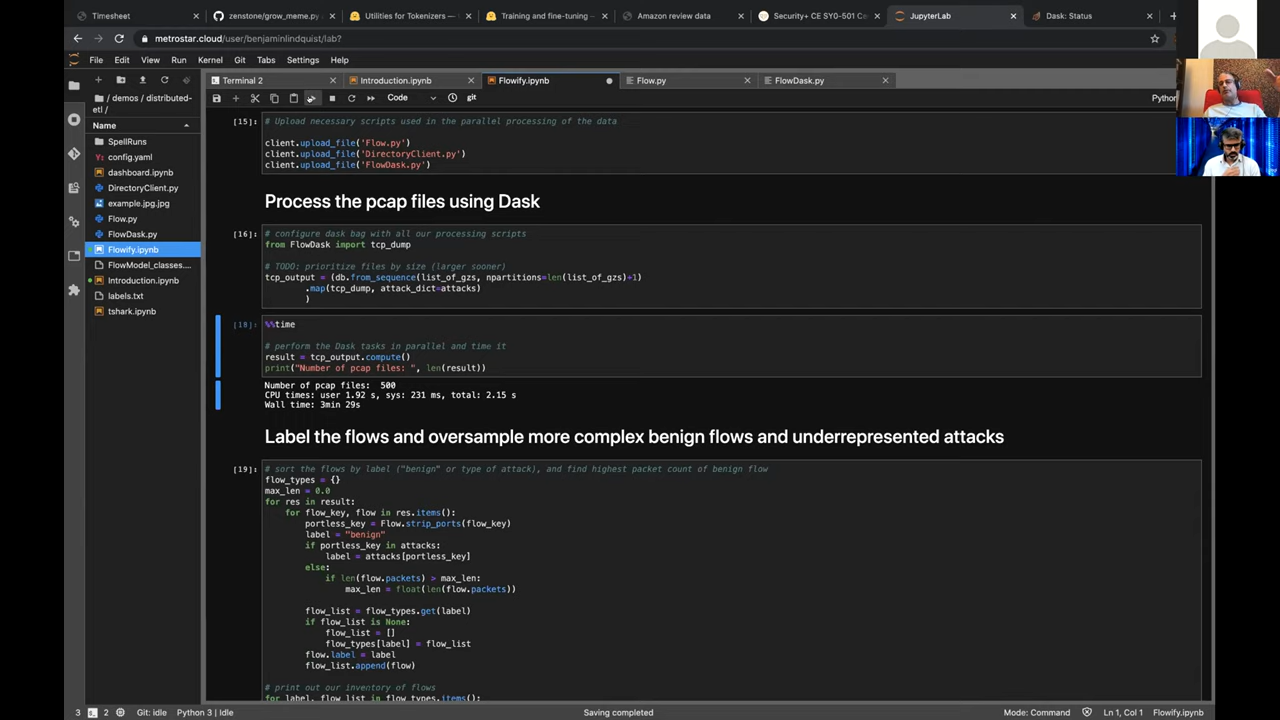 Timesheet
zenstone/grow_meme.py
Utilities for Tokenizers —
Training and fine-tuning —
Amazon review data
Security+ CE SY0-501 Ce
JupyterLab
Dask: Status
metrostar.cloud/user/benjaminlindquist/lab?
File Edit View Run Kernel Git Tabs Settings Help
Terminal 2
Introduction.ipynb
Flowify.ipynb
Flow.py
FlowDask.py
Code
git
Python
/ demos / distributed-
etl /
Name
SpellRuns
config.yaml
dashboard.ipynb
DirectoryClient.py
example.jpg.jpg
Flow.py
FlowDask.py
Flowify.ipynb
FlowModel_classes....
Introduction.ipynb
labels.txt
tshark.ipynb
[15]: # Upload necessary scripts used in the parallel processing of the data
client.upload_file('Flow.py')
client.upload_file('DirectoryClient.py')
client.upload_file('FlowDask.py')
Process the pcap files using Dask
[16]: # configure dask bag with all our processing scripts
from FlowDask import tcp_dump
# TODO: prioritize files by size (larger sooner)
tcp_output = (db.from_sequence(list_of_gzs, npartitions=len(list_of_gzs)+1)
.map(tcp_dump, attack_dict=attacks)
)
[18]: %%time
# perform the Dask tasks in parallel and time it
result = tcp_output.compute()
print("Number of pcap files: ", len(result))
Number of pcap files:  500
CPU times: user 1.92 s, sys: 231 ms, total: 2.15 s
Wall time: 3min 29s
Label the flows and oversample more complex benign flows and underrepresented attacks
[19]: # sort the flows by label ("benign" or type of attack), and find highest packet count of benign flow
flow_types = {}
max_len = 0.0
for res in result:
for flow_key, flow in res.items():
portless_key = Flow.strip_ports(flow_key)
label = "benign"
if portless_key in attacks:
label = attacks[portless_key]
else:
if len(flow.packets) > max_len:
max_len = float(len(flow.packets))
flow_list = flow_types.get(label)
if flow_list is None:
flow_list = []
flow_types[label] = flow_list
flow.label = label
flow_list.append(flow)
# print out our inventory of flows
for label, flow_list in flow_types.items():
3 2 Git: idle Python 3 | Idle Saving completed Mode: Command Ln 1, Col 1 Flowify.ipynb